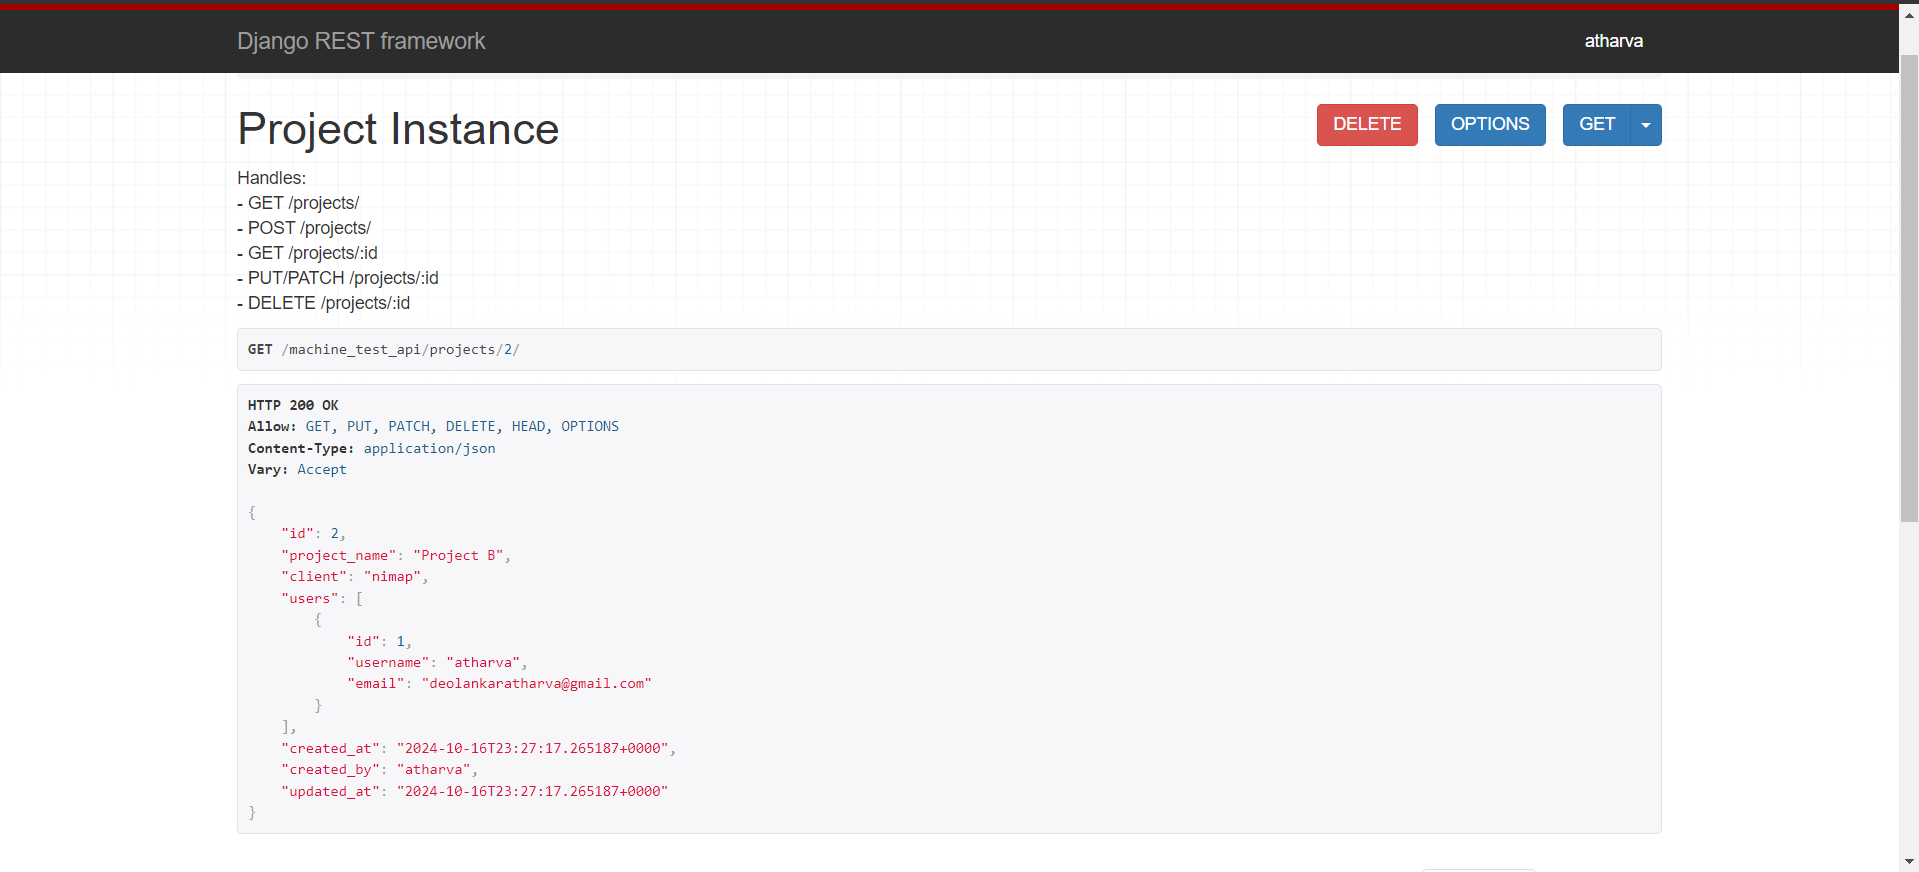 Django REST framework
atharva
Project Instance
DELETE
OPTIONS
GET
Handles:
- GET /projects/
- POST /projects/
- GET /projects/:id
- PUT/PATCH /projects/:id
- DELETE /projects/:id
GET /machine_test_api/projects/2/
HTTP 200 OK
Allow: GET, PUT, PATCH, DELETE, HEAD, OPTIONS
Content-Type: application/json
Vary: Accept
{
    "id": 2,
    "project_name": "Project B",
    "client": "nimap",
    "users": [
        {
            "id": 1,
            "username": "atharva",
            "email": "deolankaratharva@gmail.com"
        }
    ],
    "created_at": "2024-10-16T23:27:17.265187+0000",
    "created_by": "atharva",
    "updated_at": "2024-10-16T23:27:17.265187+0000"
}